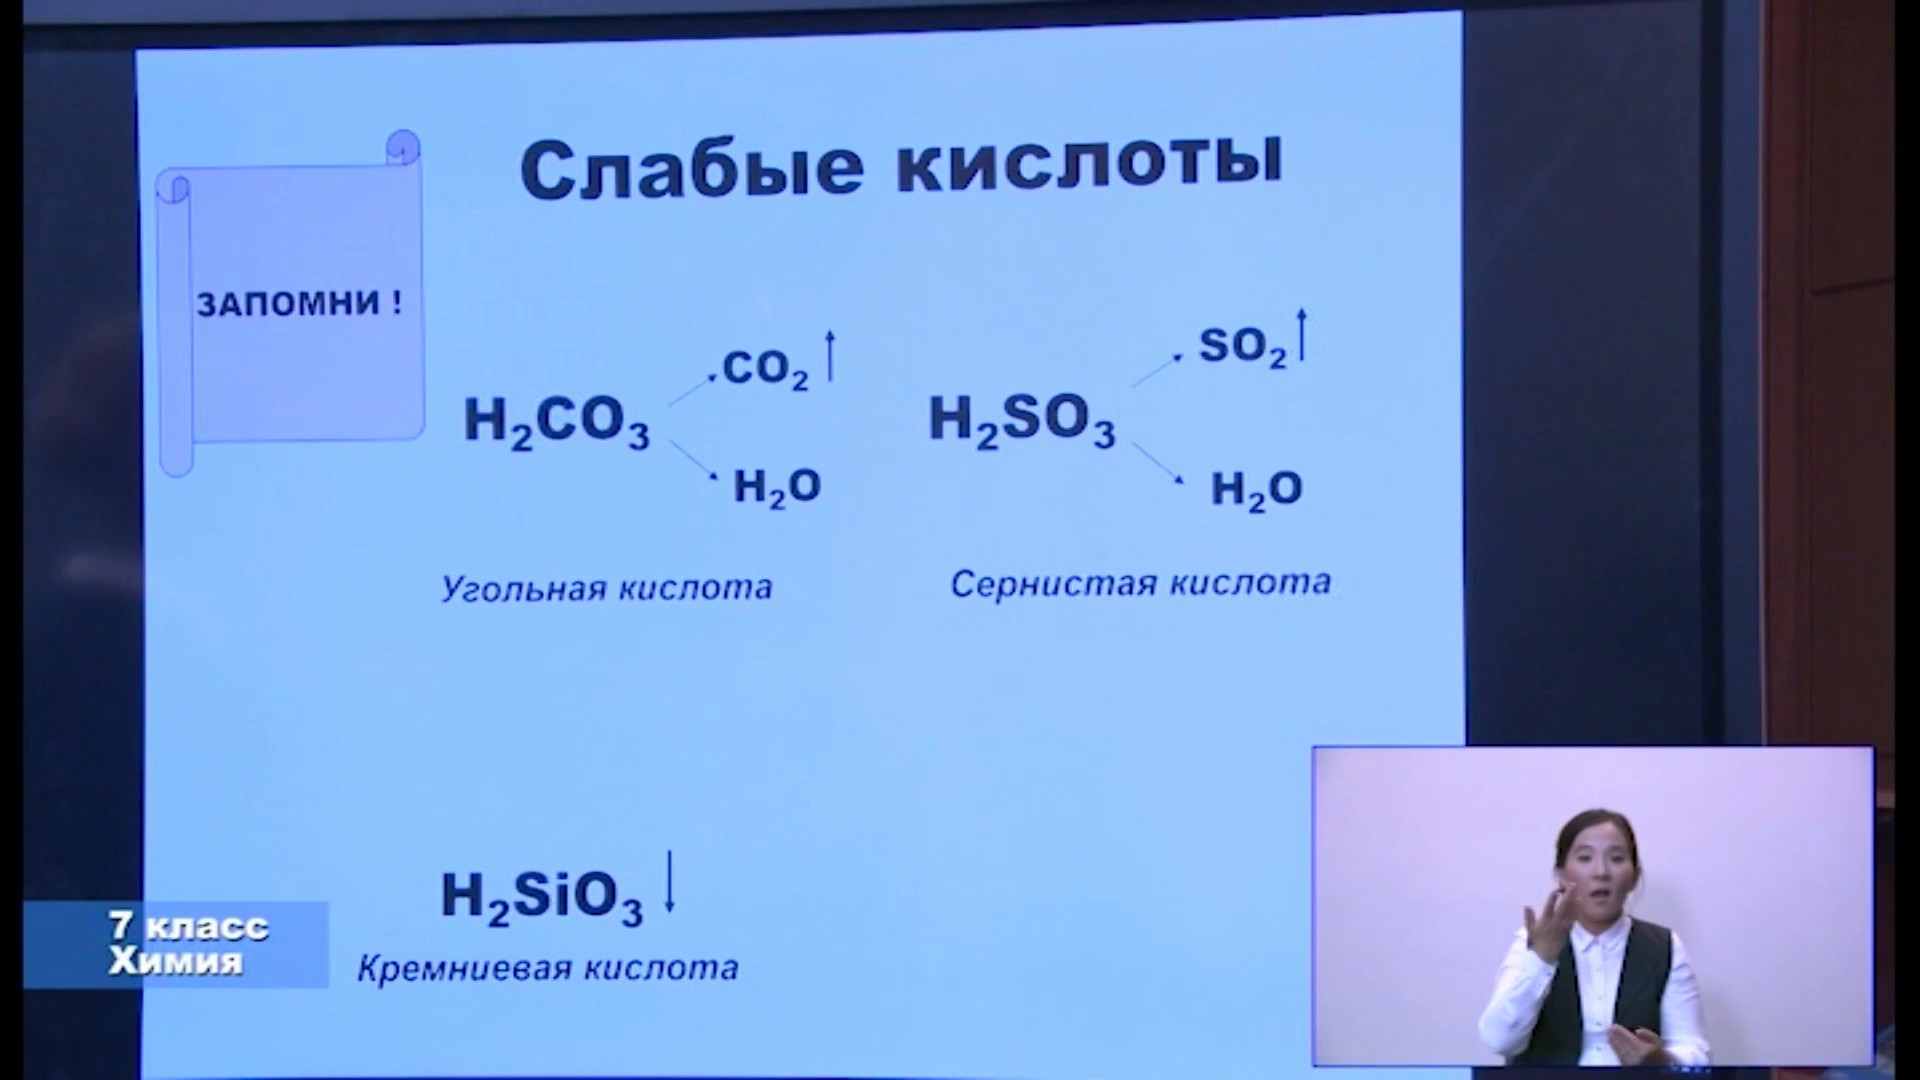 Слабые кислоты
ЗАПОМНИ !
H₂CO₃
CO₂ ↑
H₂O
Угольная кислота
H₂SO₃
SO₂ ↑
H₂O
Сернистая кислота
H₂SiO₃ ↓
Кремниевая кислота
7 класс
Химия